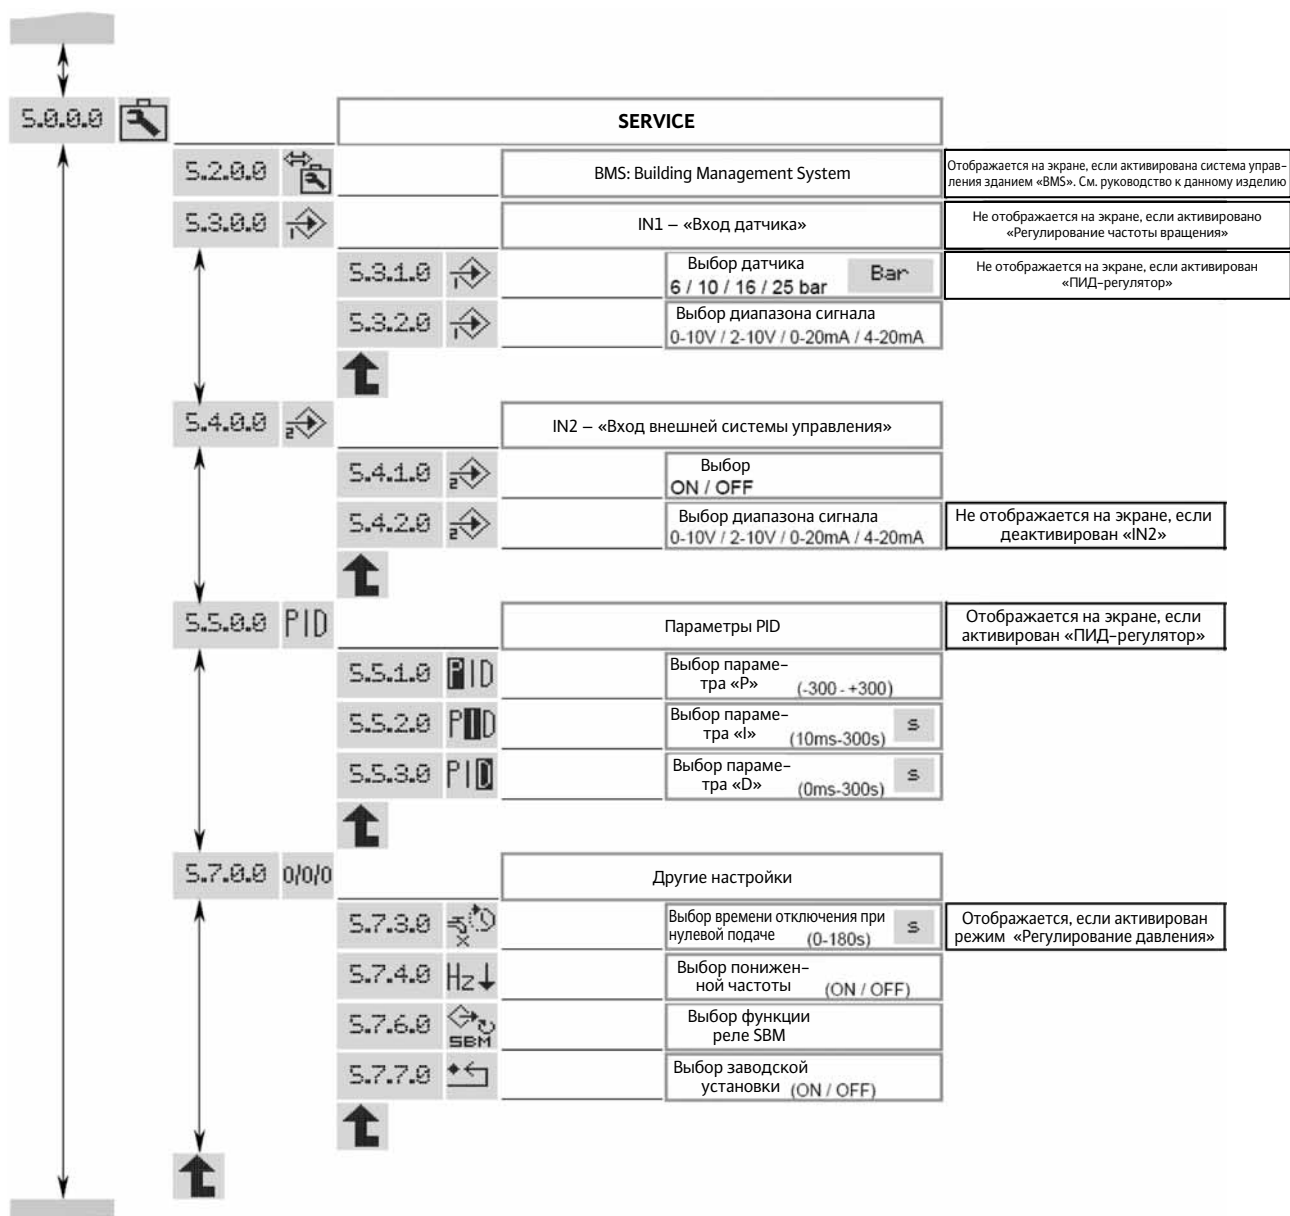 5.0.0.0
SERVICE
5.2.0.0
BMS: Building Management System
Отображается на экране, если активирована система управ-
ления зданием «BMS». См. руководство к данному изделию
5.3.0.0
1
IN1 – «Вход датчика»
Не отображается на экране, если активировано
«Регулирование частоты вращения»
5.3.1.0
1
Выбор датчика
6 / 10 / 16 / 25 bar
Bar
Не отображается на экране, если активирован
«ПИД-регулятор»
5.3.2.0
1
Выбор диапазона сигнала
0-10V / 2-10V / 0-20mA / 4-20mA
5.4.0.0
2
IN2 – «Вход внешней системы управления»
5.4.1.0
2
Выбор
ON / OFF
5.4.2.0
2
Выбор диапазона сигнала
0-10V / 2-10V / 0-20mA / 4-20mA
Не отображается на экране, если
деактивирован «IN2»
5.5.0.0
PID
Параметры PID
Отображается на экране, если
активирован «ПИД-регулятор»
5.5.1.0
PID
Выбор параме-
тра «P»
(-300 - +300)
5.5.2.0
PID
Выбор параме-
тра «I»
(10ms-300s)
s
5.5.3.0
PID
Выбор параме-
тра «D»
(0ms-300s)
s
5.7.0.0
0/0/0
Другие настройки
5.7.3.0
Выбор времени отключения при
нулевой подаче
(0-180s)
s
Отображается, если активирован
режим «Регулирование давления»
5.7.4.0
Hz
Выбор понижен-
ной частоты
(ON / OFF)
5.7.6.0
SBM
Выбор функции
реле SBM
5.7.7.0
Выбор заводской
установки
(ON / OFF)